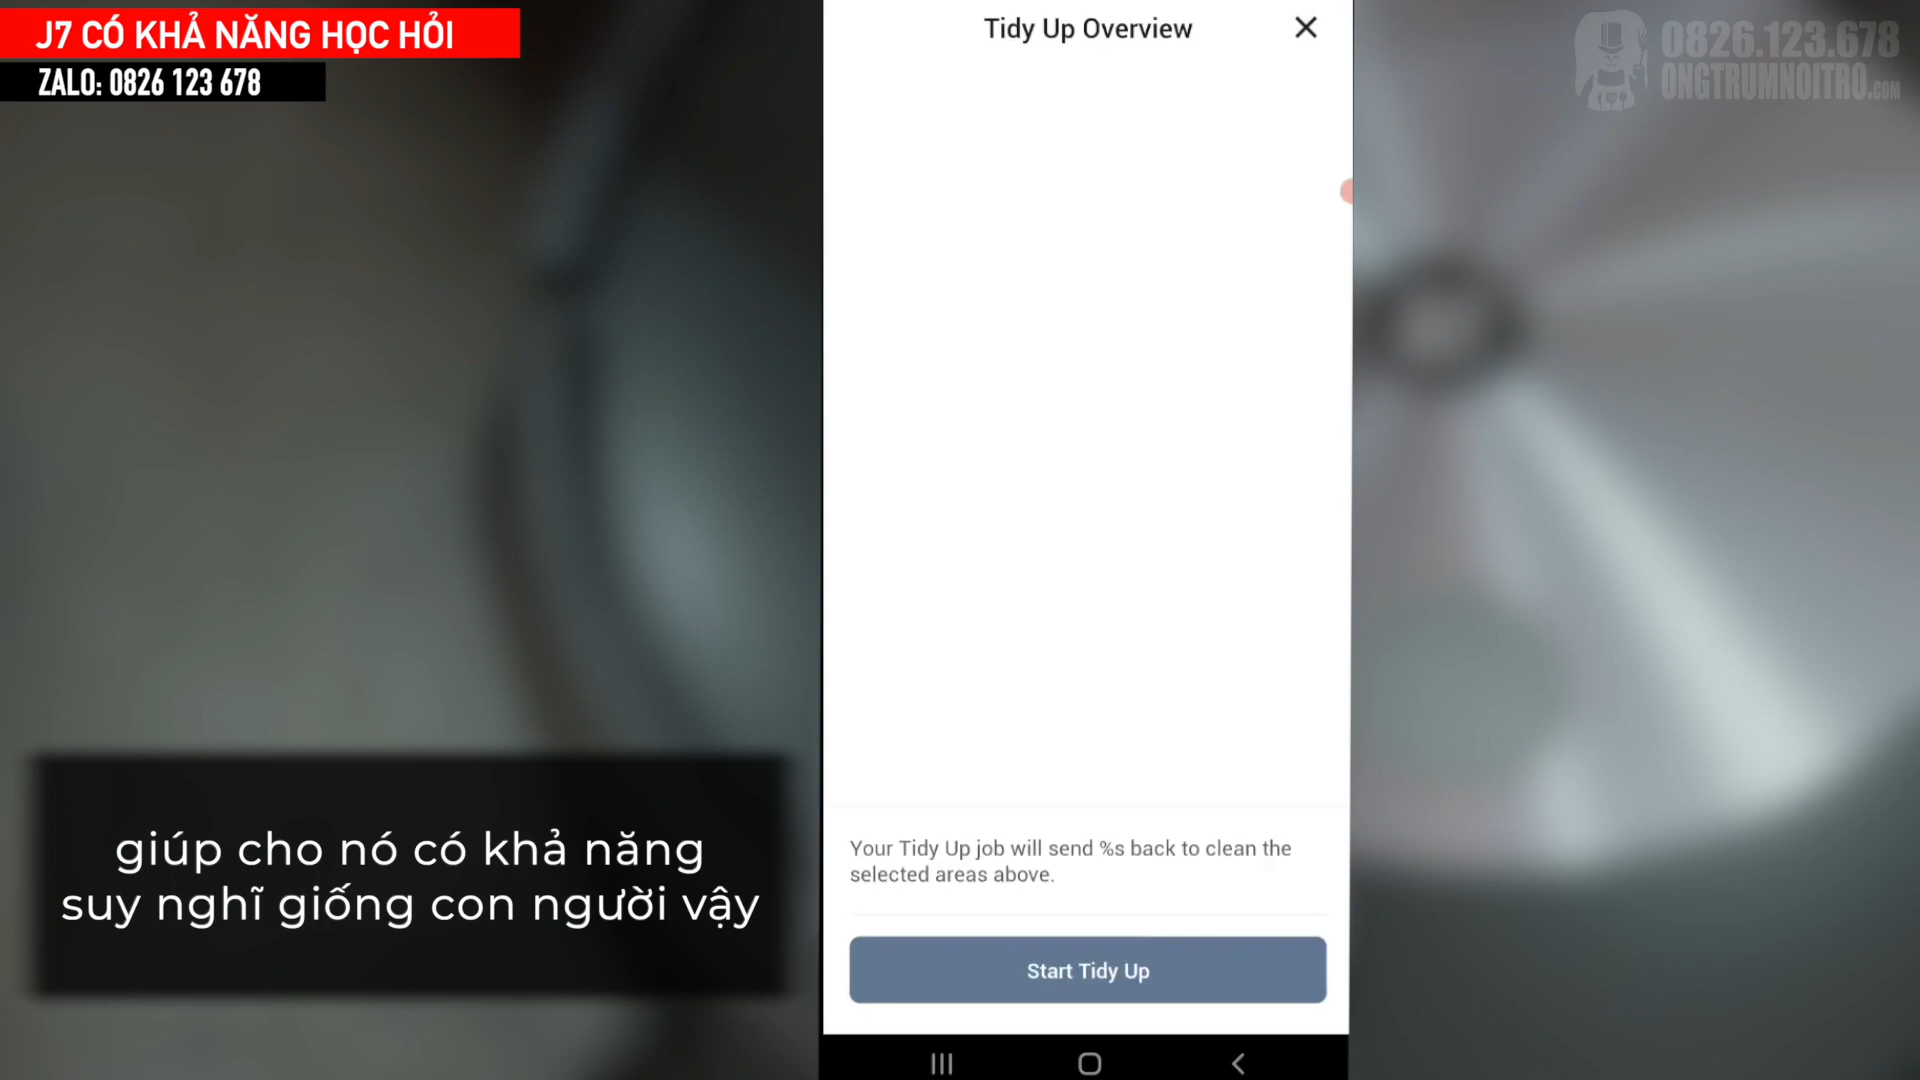 J7 CÓ KHẢ NĂNG HỌC HỎI
ZALO: 0826 123 678
Tidy Up Overview
0826.123.678
ONGTRUMNOITRO.COM
Your Tidy Up job will send %s back to clean the
selected areas above.
Start Tidy Up
giúp cho nó có khả năng
suy nghĩ giống con người vậy